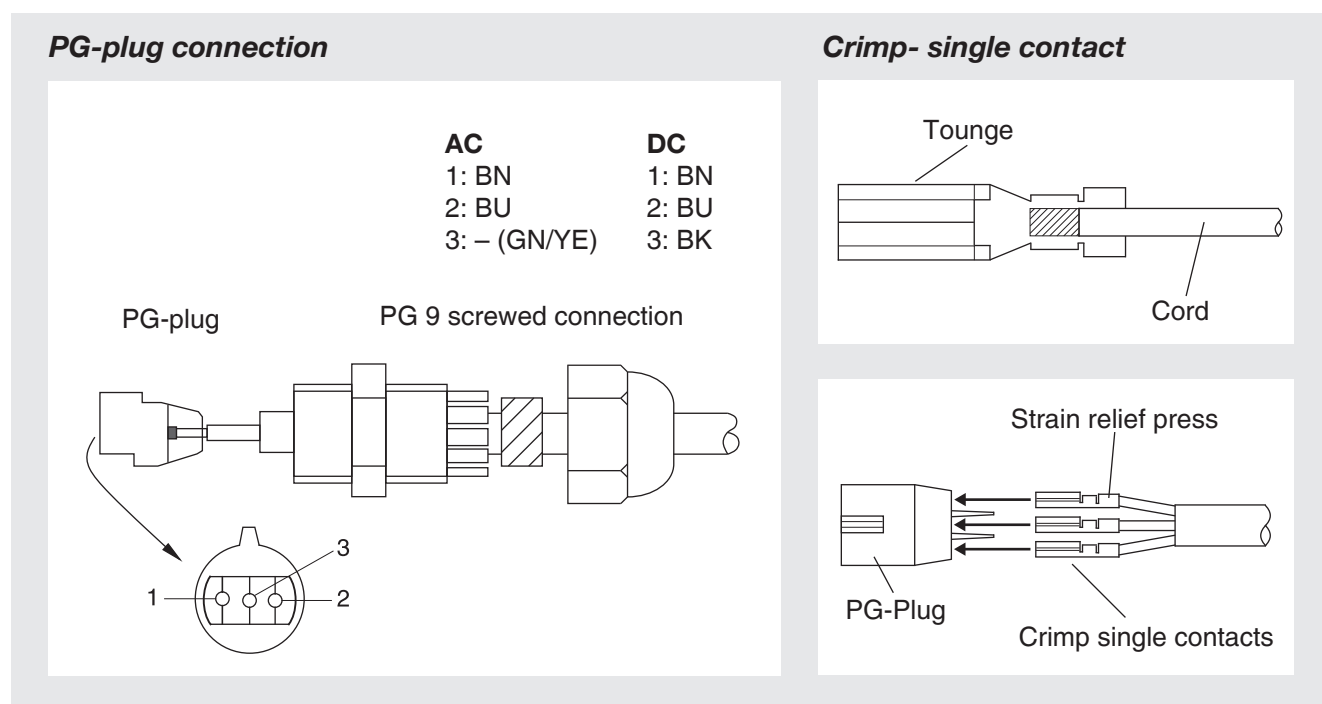 PG-plug connection
AC
1: BN
2: BU
3: – (GN/YE)
DC
1: BN
2: BU
3: BK
PG-plug
PG 9 screwed connection
3
1
2
Crimp- single contact
Tounge
Cord
Strain relief press
PG-Plug
Crimp single contacts